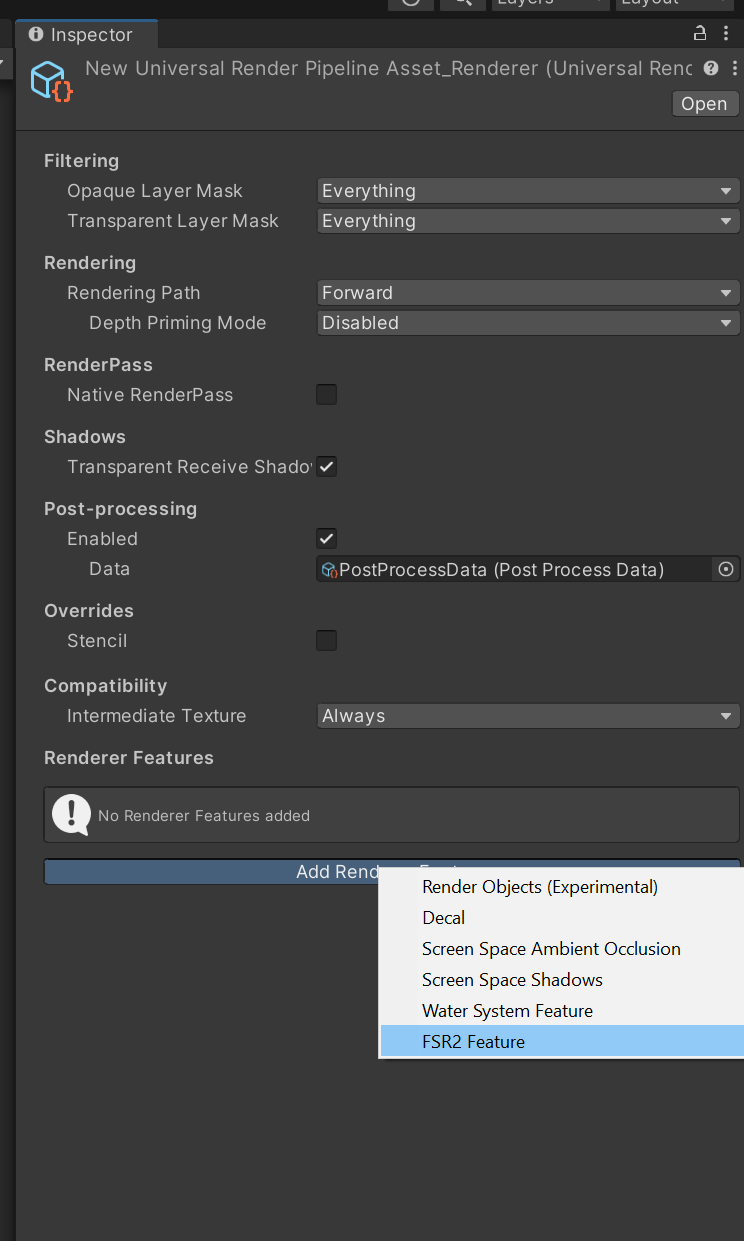 Layers
Layout
Inspector
New Universal Render Pipeline Asset_Renderer (Universal Renc
Open
Filtering
Opaque Layer Mask Everything
Transparent Layer Mask Everything
Rendering
Rendering Path Forward
Depth Priming Mode Disabled
RenderPass
Native RenderPass
Shadows
Transparent Receive Shado
Post-processing
Enabled
Data PostProcessData (Post Process Data)
Overrides
Stencil
Compatibility
Intermediate Texture Always
Renderer Features
No Renderer Features added
Add Rend
Render Objects (Experimental)
Decal
Screen Space Ambient Occlusion
Screen Space Shadows
Water System Feature
FSR2 Feature